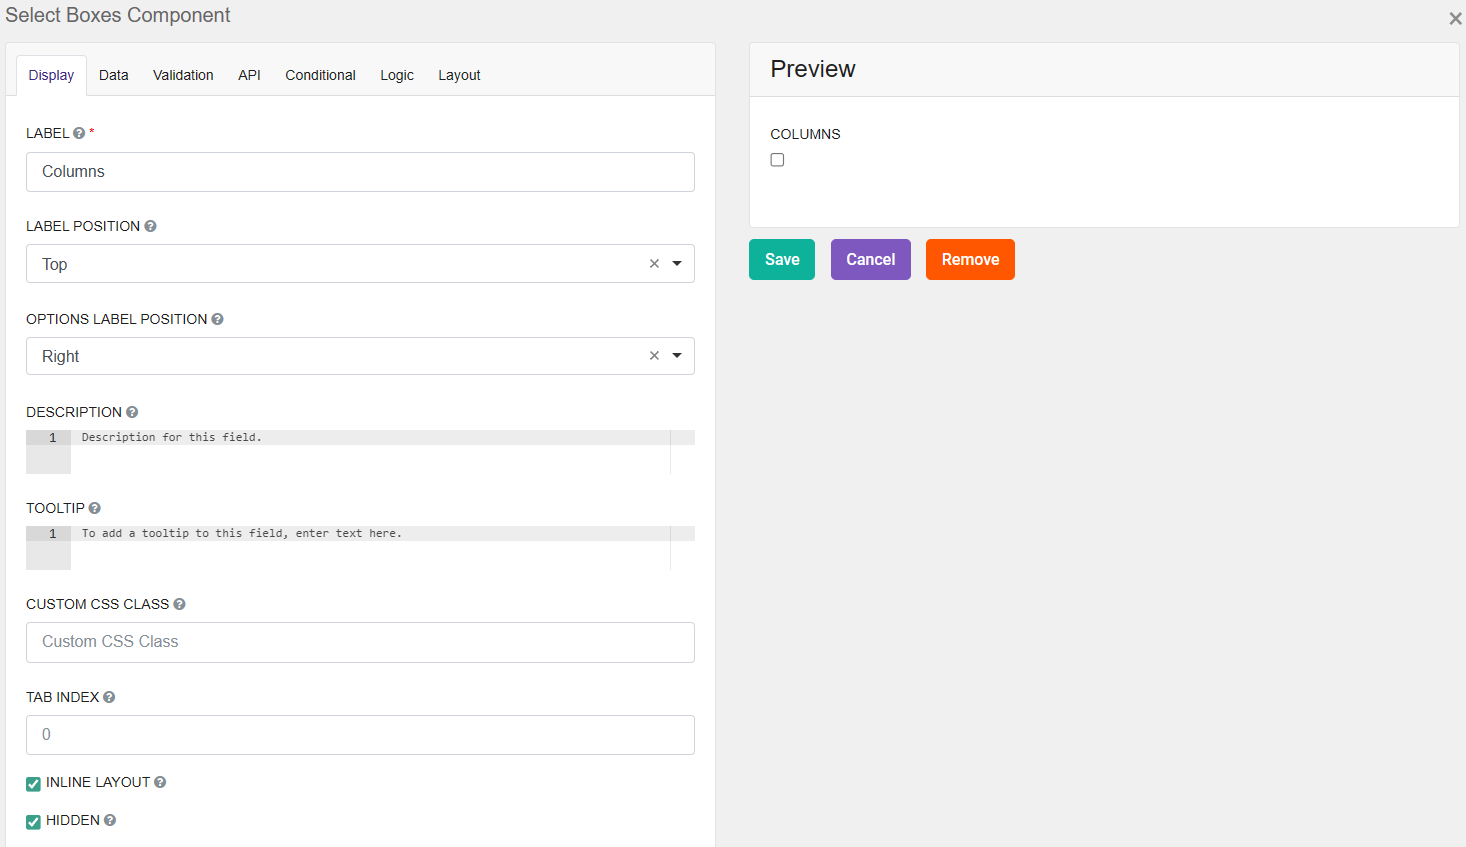 Select Boxes Component
×
Display Data Validation API Conditional Logic Layout
LABEL ? *
Columns
LABEL POSITION ?
Top ×
OPTIONS LABEL POSITION ?
Right ×
DESCRIPTION ?
1 Description for this field.
TOOLTIP ?
1 To add a tooltip to this field, enter text here.
CUSTOM CSS CLASS ?
Custom CSS Class
TAB INDEX ?
0
INLINE LAYOUT ?
HIDDEN ?
Preview
COLUMNS
Save Cancel Remove